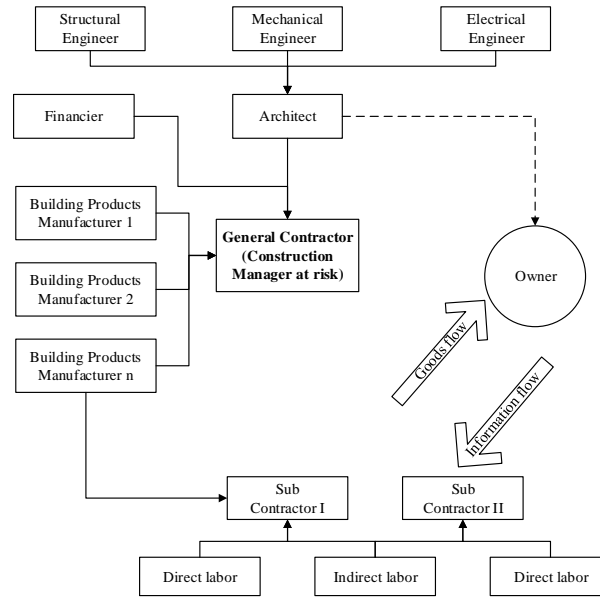 Structural
Engineer
Mechanical
Engineer
Electrical
Engineer
Financier
Architect
Building Products
Manufacturer 1
General Contractor
(Construction
Manager at risk)
Building Products
Manufacturer 2
Owner
Building Products
Manufacturer n
Goods flow
Information flow
Sub
Contractor I
Sub
Contractor II
Direct labor
Indirect labor
Direct labor